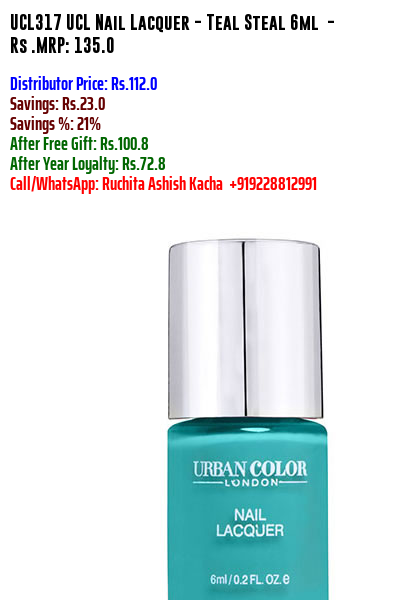 UCL317 UCL Nail Lacquer - Teal Steal 6ml -
Rs .MRP: 135.0
Distributor Price: Rs.112.0
Savings: Rs.23.0
Savings %: 21%
After Free Gift: Rs.100.8
After Year Loyalty: Rs.72.8
Call/WhatsApp: Ruchita Ashish Kacha +919228812991
URBAN COLOR
LONDON
NAIL
LACQUER
6ml/0.2 FL. OZ. e